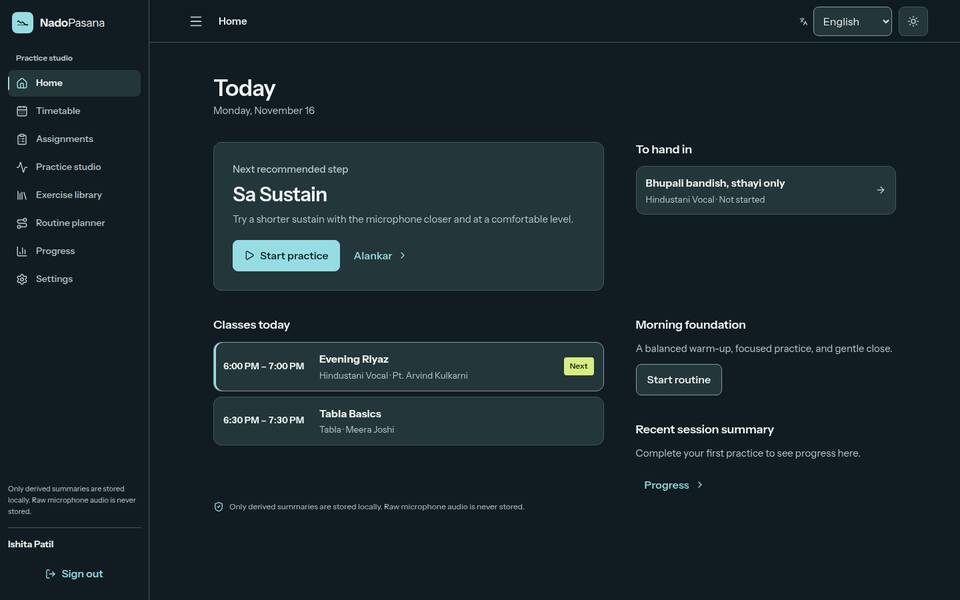 NadoPasana
Practice studio
Home
Timetable
Assignments
Practice studio
Exercise library
Routine planner
Progress
Settings
Only derived summaries are stored
locally. Raw microphone audio is never
stored.
Ishita Patil
Sign out
Home
English
Today
Monday, November 16
Next recommended step
Sa Sustain
Try a shorter sustain with the microphone closer and at a comfortable level.
Start practice
Alankar
To hand in
Bhupali bandish, sthayi only
Hindustani Vocal · Not started
Classes today
6:00 PM – 7:00 PM
Evening Riyaz
Hindustani Vocal · Pt. Arvind Kulkarni
Next
6:30 PM – 7:30 PM
Tabla Basics
Tabla · Meera Joshi
Morning foundation
A balanced warm-up, focused practice, and gentle close.
Start routine
Recent session summary
Complete your first practice to see progress here.
Progress
Only derived summaries are stored locally. Raw microphone audio is never stored.